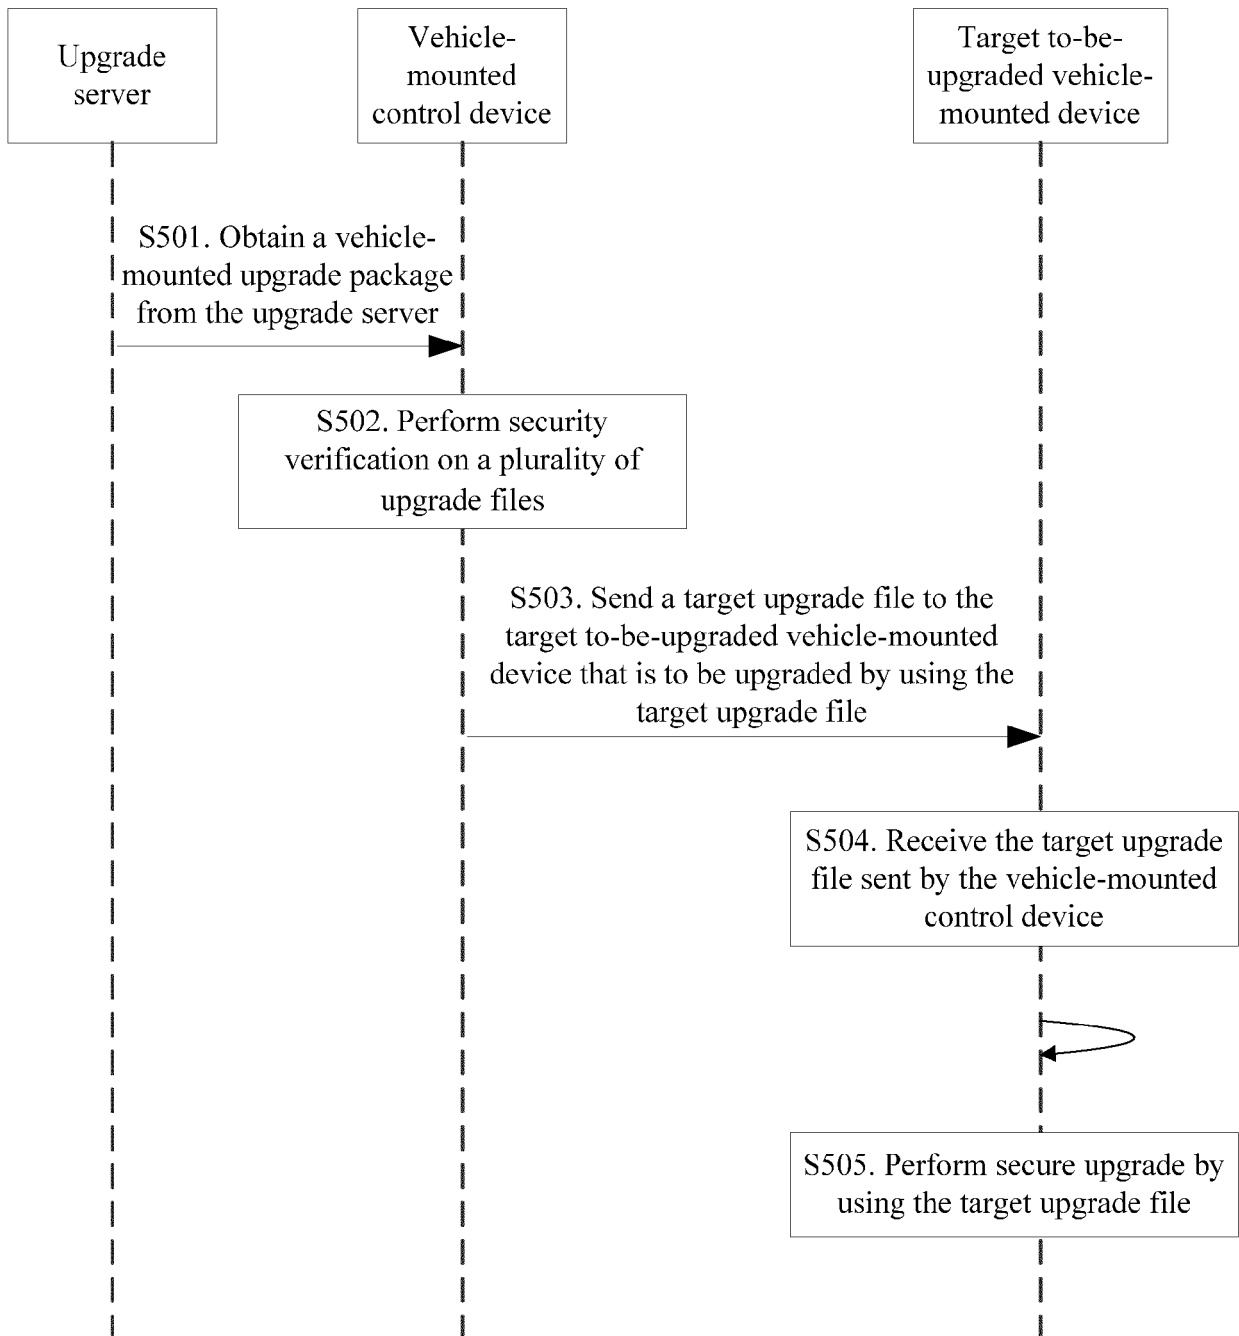 Upgrade
server
Vehicle-
mounted
control device
Target to-be-
upgraded vehicle-
mounted device
S501. Obtain a vehicle-
mounted upgrade package
from the upgrade server
S502. Perform security
verification on a plurality of
upgrade files
S503. Send a target upgrade file to the
target to-be-upgraded vehicle-mounted
device that is to be upgraded by using the
target upgrade file
S504. Receive the target upgrade
file sent by the vehicle-mounted
control device
S505. Perform secure upgrade by
using the target upgrade file